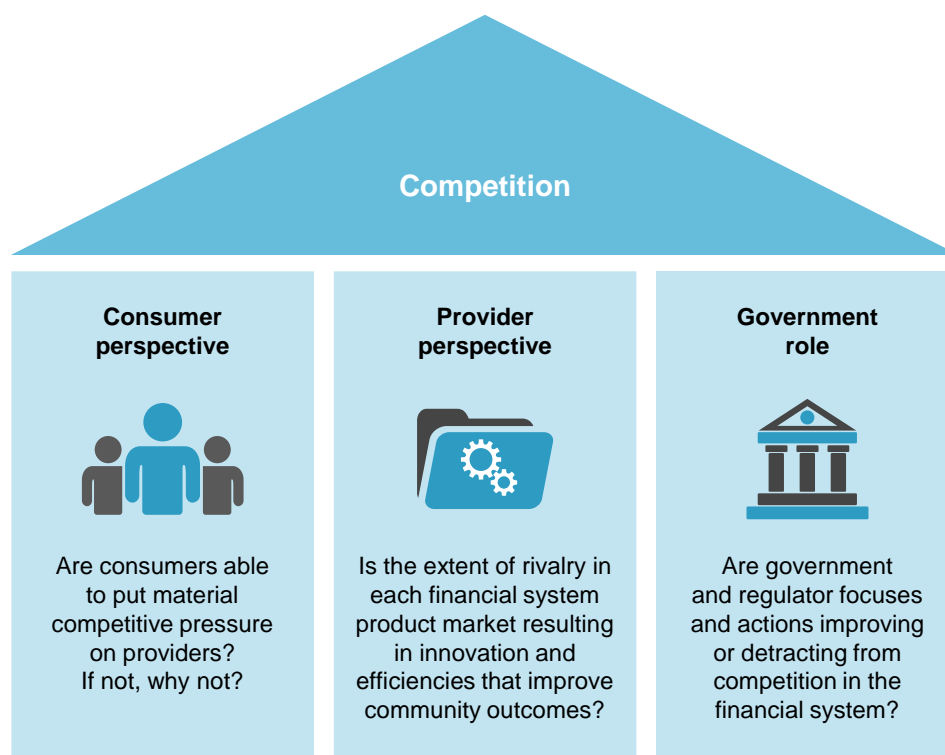 Competition
Consumer
perspective
Are consumers able
to put material
competitive pressure
on providers?
If not, why not?
Provider
perspective
Is the extent of rivalry in
each financial system
product market resulting
in innovation and
efficiencies that improve
community outcomes?
Government
role
Are government
and regulator focuses
and actions improving
or detracting from
competition in the
financial system?